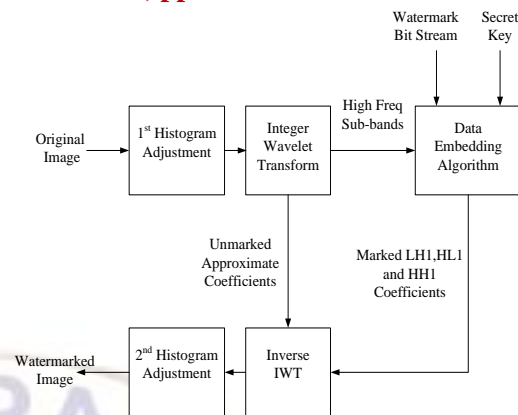 Watermark
Bit Stream
Secret
Key
Original
Image
1st Histogram
Adjustment
Integer
Wavelet
Transform
High Freq
Sub-bands
Data
Embedding
Algorithm
Unmarked
Approximate
Coefficients
Marked LH1,HL1
and HH1
Coefficients
Watermarked
Image
2nd Histogram
Adjustment
Inverse
IWT